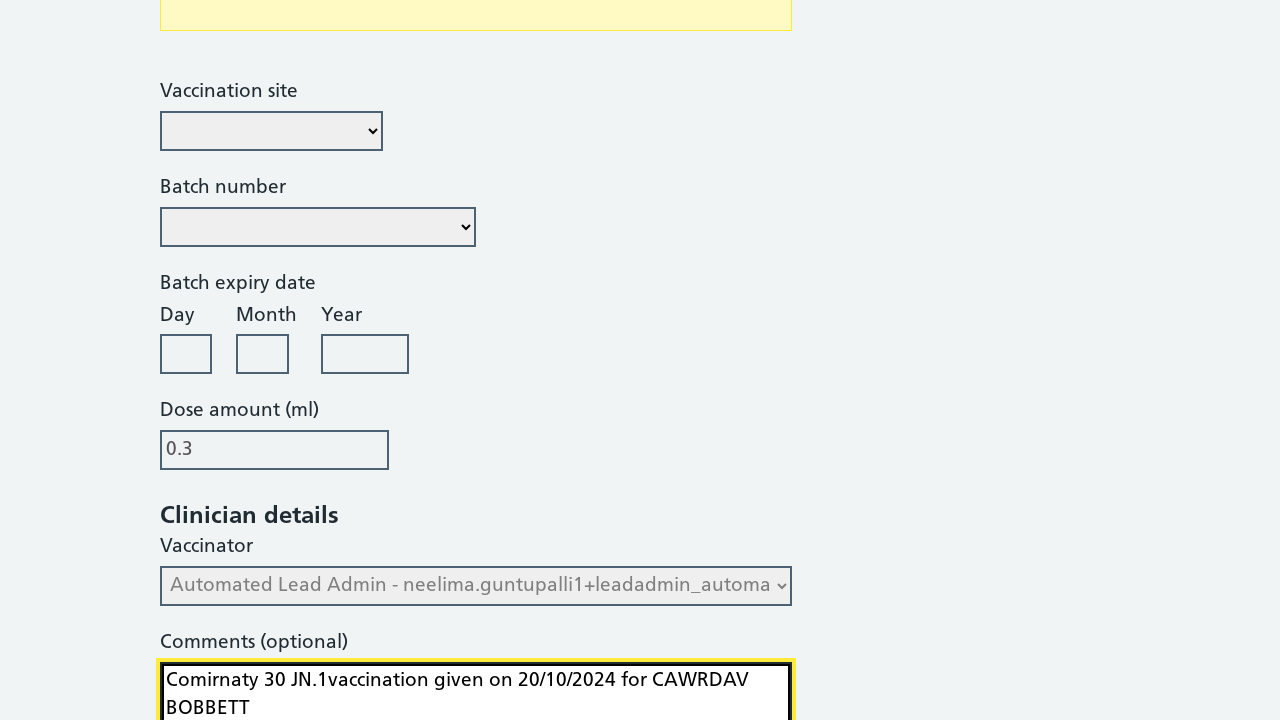 Vaccination site
Batch number
Batch expiry date
Day Month Year
Dose amount (ml)
0.3
Clinician details
Vaccinator
Automated Lead Admin - neelima.guntupalli1+leadadmin_automa
Comments (optional)
Comirnaty 30 JN.1vaccination given on 20/10/2024 for CAWRDAV
BOBBETT